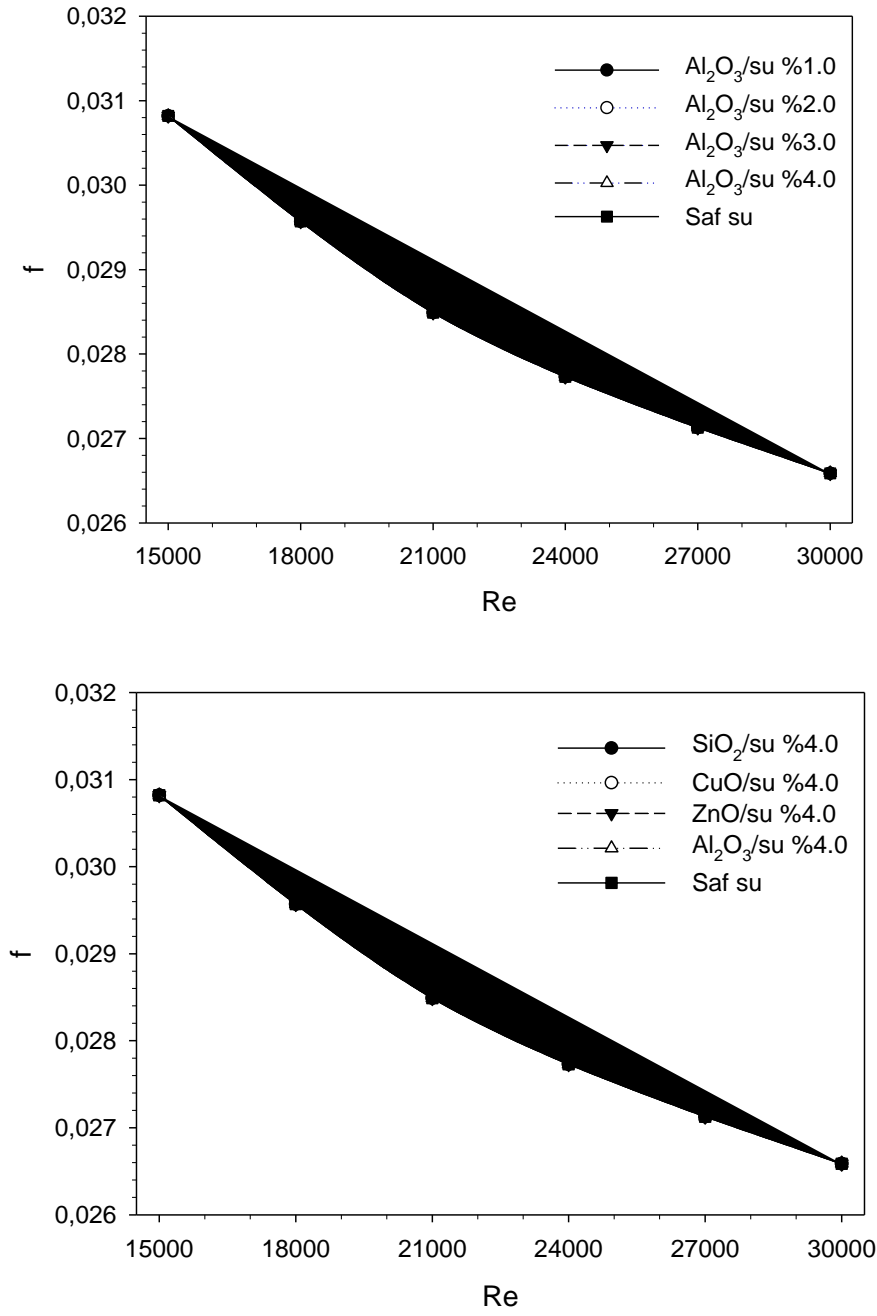 0,032
0,031
0,030
0,029
0,028
0,027
0,026
f
15000 18000 21000 24000 27000 30000
Re
Al₂O₃/su %1.0
Al₂O₃/su %2.0
Al₂O₃/su %3.0
Al₂O₃/su %4.0
Saf su
0,032
0,031
0,030
0,029
0,028
0,027
0,026
f
15000 18000 21000 24000 27000 30000
Re
SiO₂/su %4.0
CuO/su %4.0
ZnO/su %4.0
Al₂O₃/su %4.0
Saf su